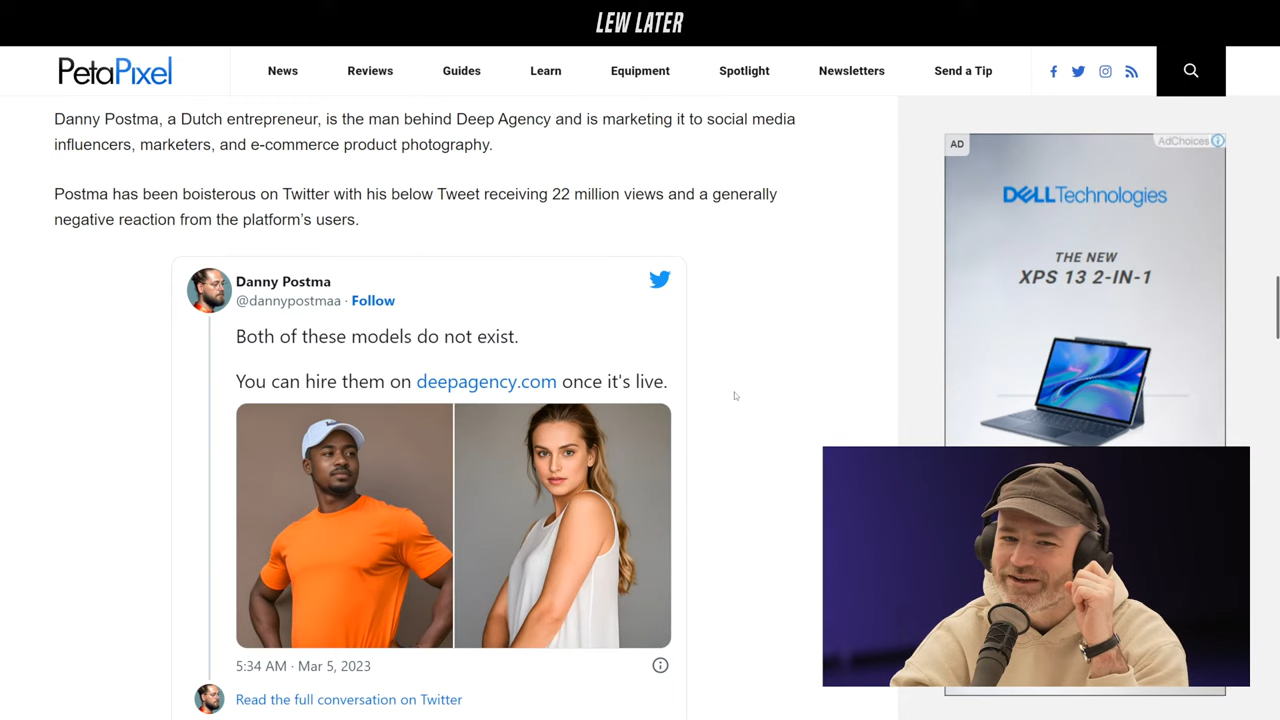 LEW LATER
PetaPixel
News Reviews Guides Learn Equipment Spotlight Newsletters Send a Tip
Danny Postma, a Dutch entrepreneur, is the man behind Deep Agency and is marketing it to social media
influencers, marketers, and e-commerce product photography.
Postma has been boisterous on Twitter with his below Tweet receiving 22 million views and a generally
negative reaction from the platform's users.
Danny Postma
@dannypostmaa · Follow
Both of these models do not exist.
You can hire them on deepagency.com once it's live.
5:34 AM · Mar 5, 2023
Read the full conversation on Twitter
AD
AdChoices
DELL Technologies
THE NEW
XPS 13 2-IN-1